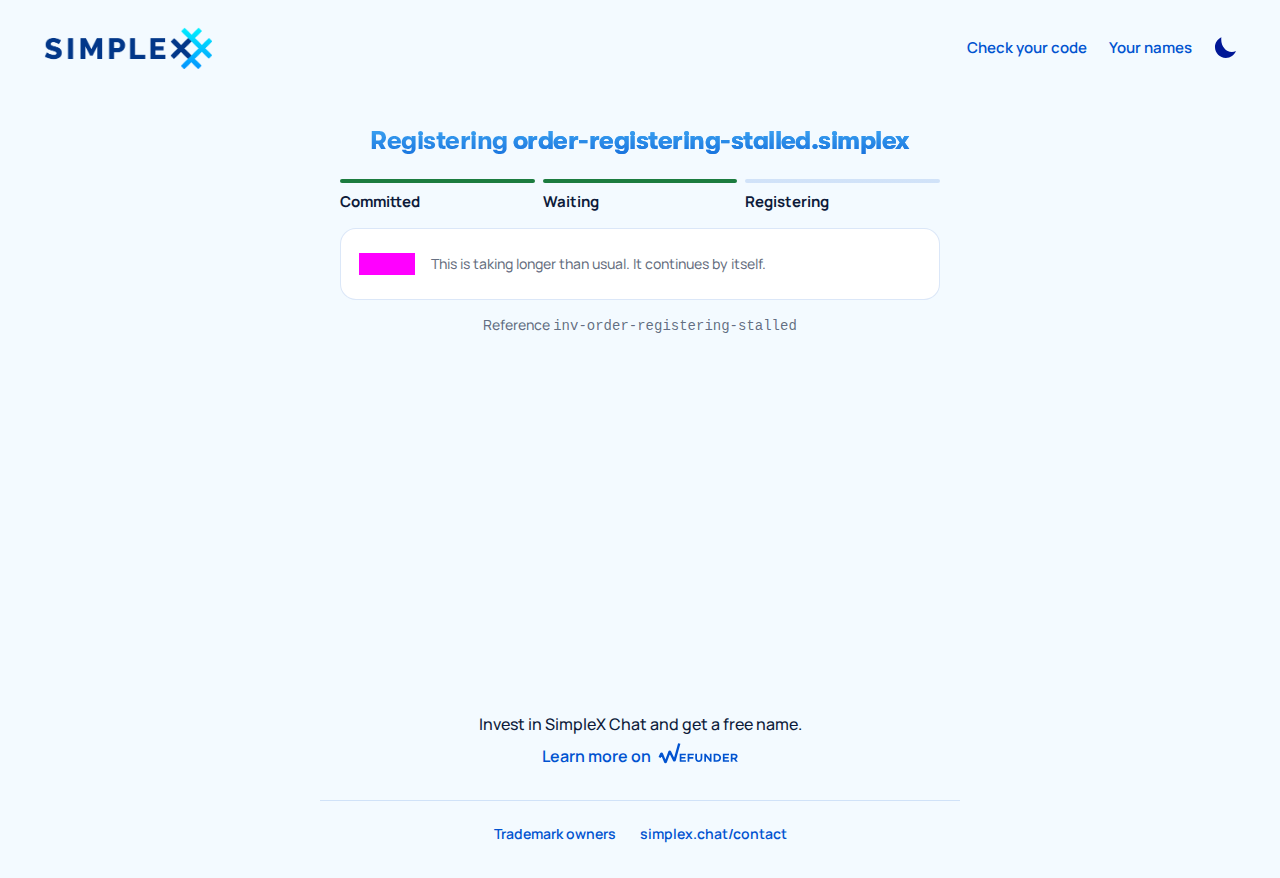 SIMPLEX
Check your code
Your names
Registering order-registering-stalled.simplex
Committed
Waiting
Registering
This is taking longer than usual. It continues by itself.
Reference inv-order-registering-stalled
Invest in SimpleX Chat and get a free name.
Learn more on WEFUNDER
Trademark owners
simplex.chat/contact